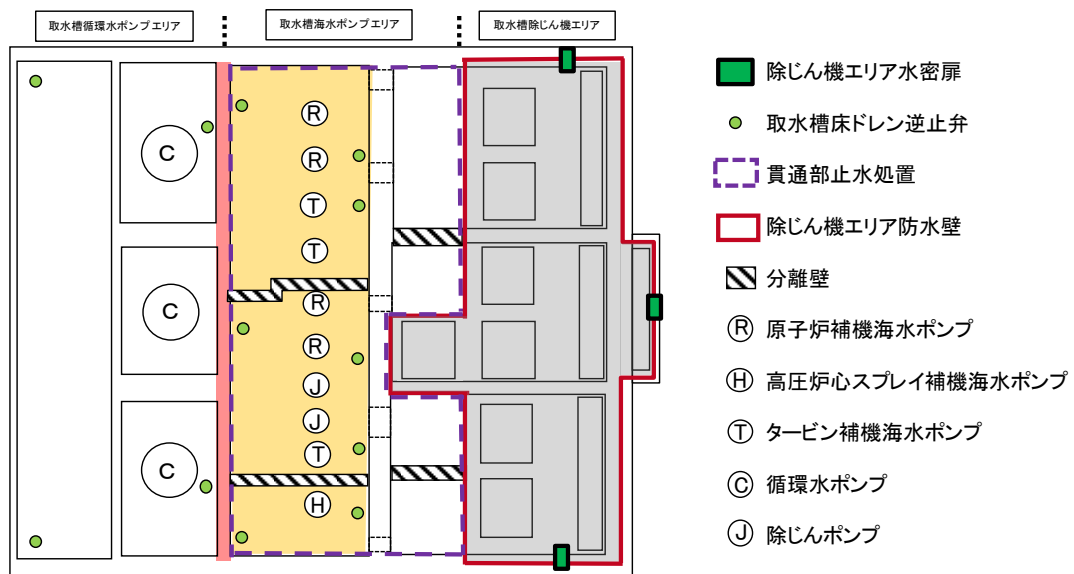 取水槽循環水ポンプエリア
取水槽海水ポンプエリア
取水槽除じん機エリア
C
C
C
R
R
T
T
R
R
J
J
T
H
除じん機エリア水密扉
取水槽床ドレン逆止弁
貫通部止水処置
除じん機エリア防水壁
分離壁
R 原子炉補機海水ポンプ
H 高圧炉心スプレイ補機海水ポンプ
T タービン補機海水ポンプ
C 循環水ポンプ
J 除じんポンプ